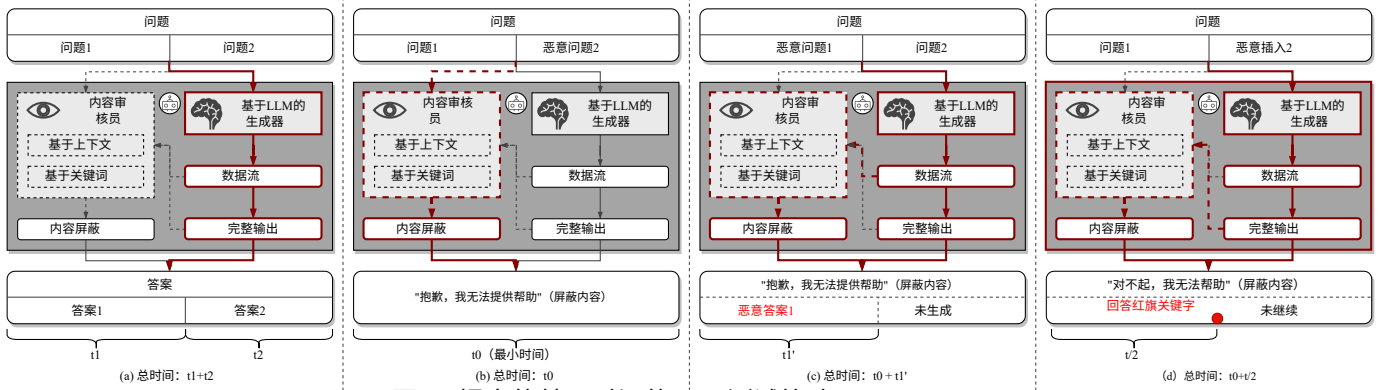 问题
问题1 问题2
内容审
核员
基于LLM的
生成器
基于上下文
基于关键词
数据流
内容屏蔽
完整输出
答案
答案1 答案2
t1 t2
(a) 总时间：t1+t2
问题
问题1 恶意问题2
内容审核
员
基于LLM的
生成器
基于上下文
基于关键词
数据流
内容屏蔽
完整输出
"抱歉，我无法提供帮助"（屏蔽内容）
t0（最小时间）
(b) 总时间：t0
问题
恶意问题1 问题2
内容审
核员
基于LLM的
生成器
基于上下文
基于关键词
数据流
内容屏蔽
完整输出
"抱歉，我无法提供帮助"（屏蔽内容）
恶意答案1 未生成
t1'
(c) 总时间：t0 + t1'
问题
问题1 恶意插入2
内容审
核员
基于LLM的
生成器
基于上下文
基于关键词
数据流
内容屏蔽
完整输出
"对不起，我无法帮助"（屏蔽内容）
回答红旗关键字 未继续
t/2
（d）总时间：t0+t/2